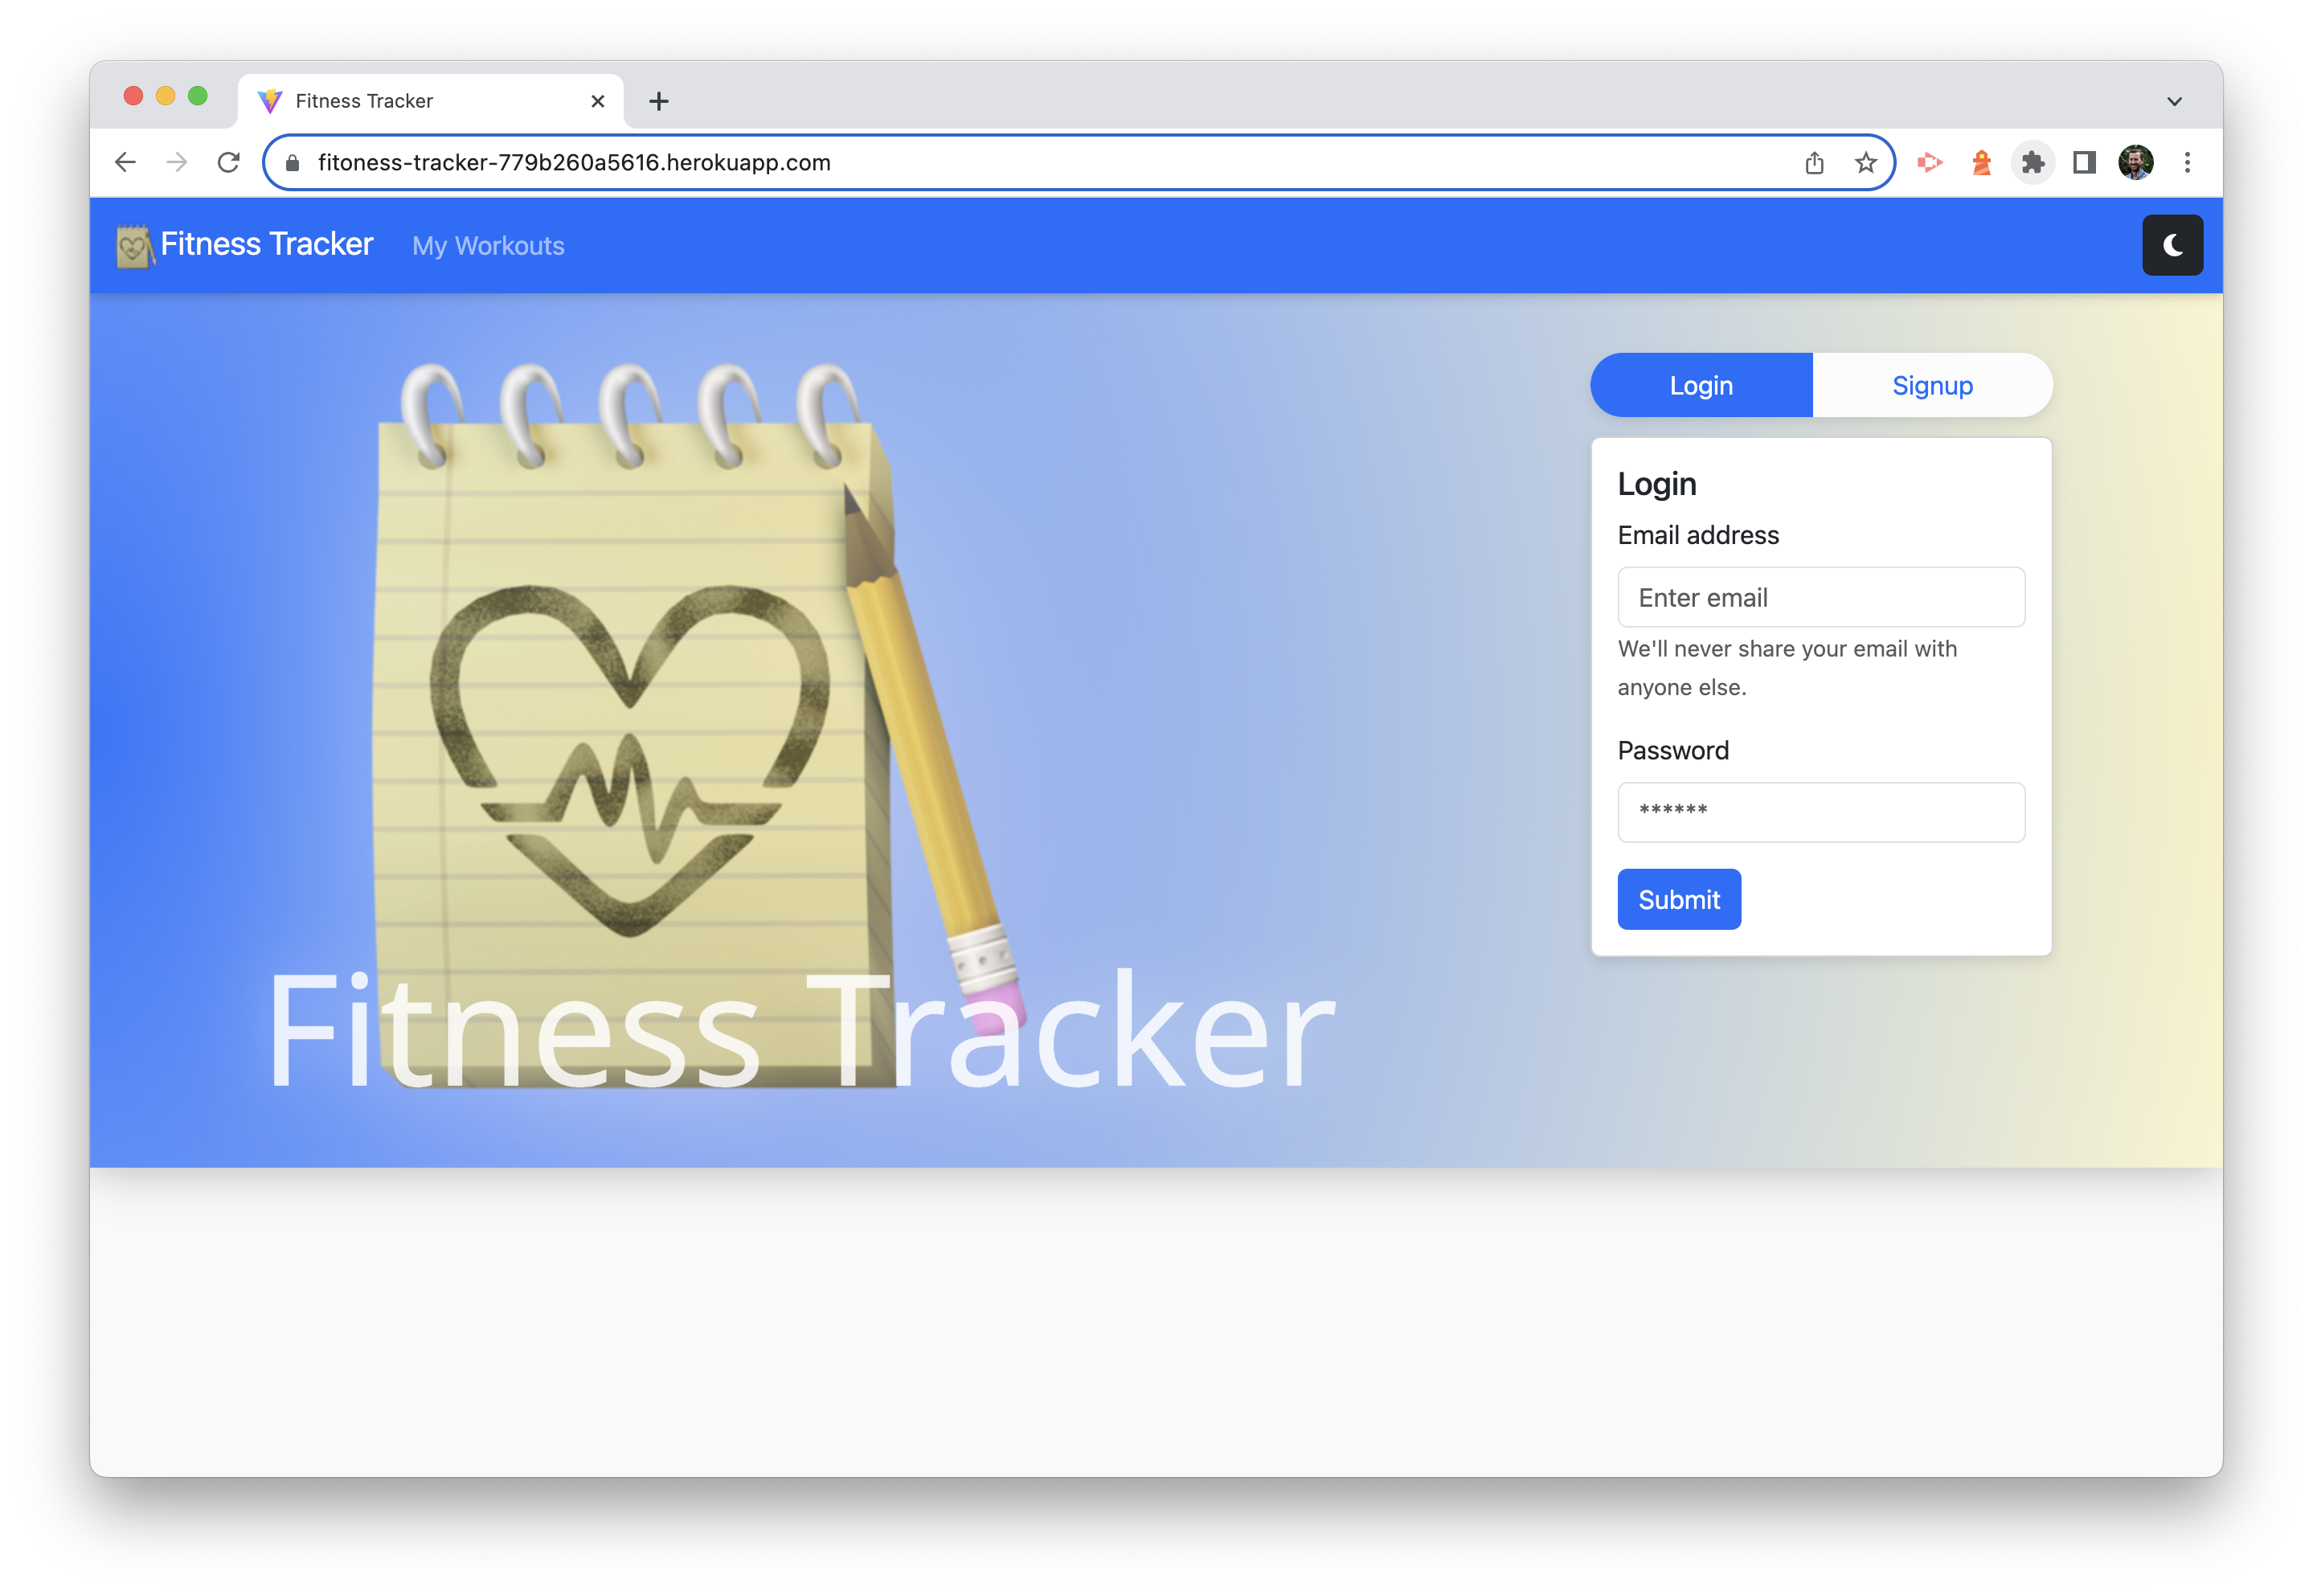 Fitness Tracker
fitoness-tracker-779b260a5616.herokuapp.com
Fitness Tracker My Workouts
Login Signup
Login
Email address
Enter email
We'll never share your email with
anyone else.
Password
******
Submit
Fitness Tracker